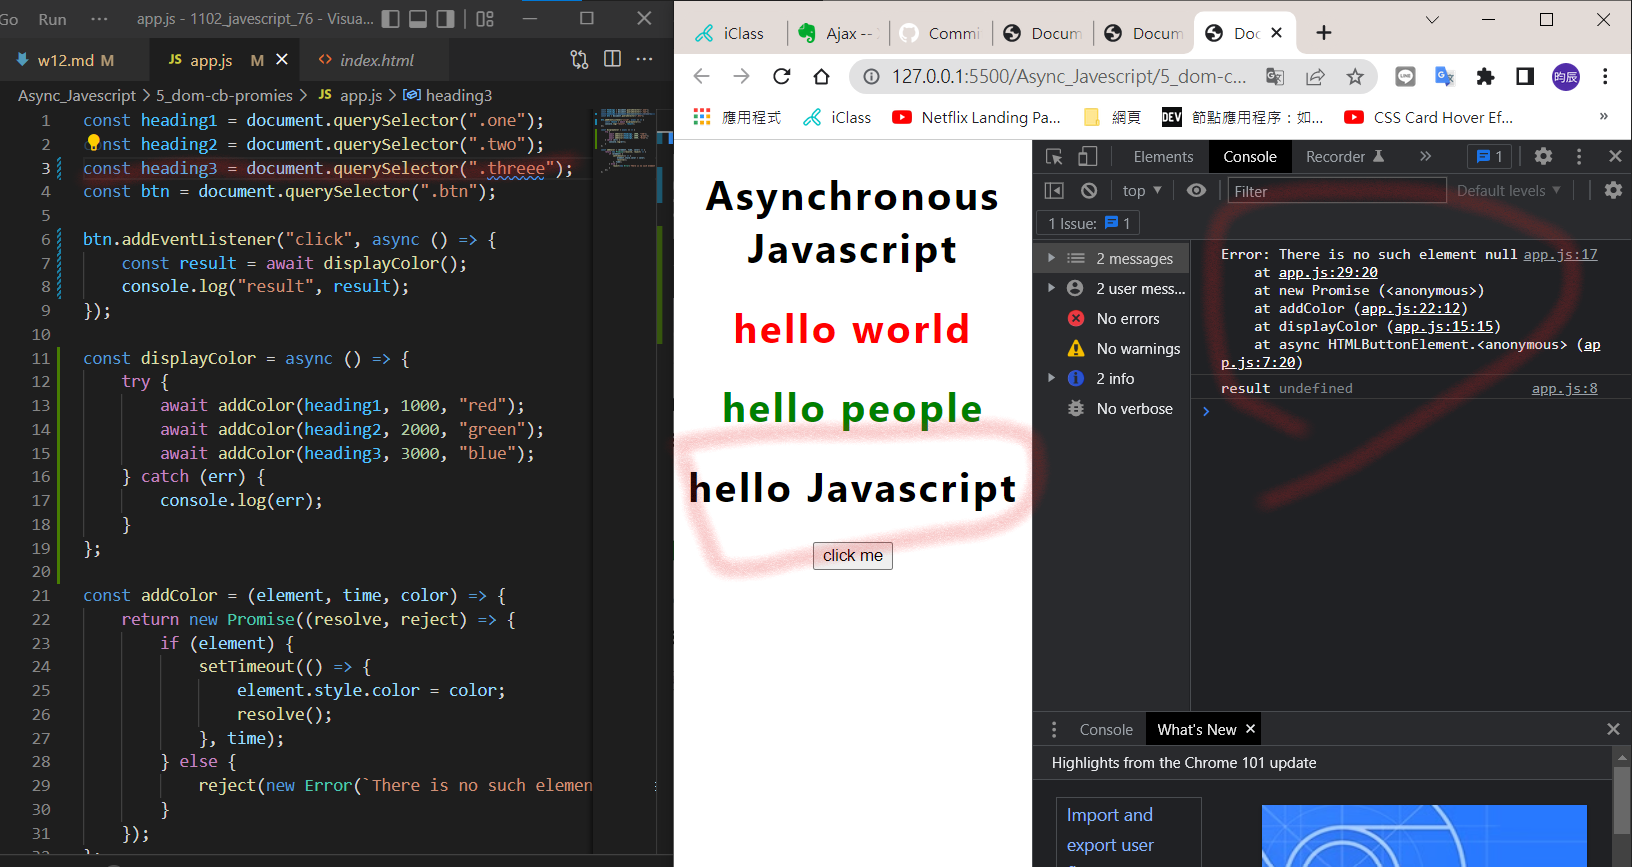 Go Run ··· app.js - 1102_javescript_76 - Visua...
w12.md M JS app.js M index.html ···
Async_Javescript > 5_dom-cb-promies > JS app.js > heading3
1 const heading1 = document.querySelector(".one");
2 const heading2 = document.querySelector(".two");
3 const heading3 = document.querySelector(".threee");
4 const btn = document.querySelector(".btn");
5
6 btn.addEventListener("click", async () => {
7 const result = await displayColor();
8 console.log("result", result);
9 });
10
11 const displayColor = async () => {
12 try {
13 await addColor(heading1, 1000, "red");
14 await addColor(heading2, 2000, "green");
15 await addColor(heading3, 3000, "blue");
16 } catch (err) {
17 console.log(err);
18 }
19 };
20
21 const addColor = (element, time, color) => {
22 return new Promise((resolve, reject) => {
23 if (element) {
24 setTimeout(() => {
25 element.style.color = color;
26 resolve();
27 }, time);
28 } else {
29 reject(new Error(`There is no such elemen
30 }
31 });
iClass Ajax -- Commi Docum Docum Doc
127.0.0.1:5500/Async_Javescript/5_dom-c... 昀辰
應用程式 iClass Netflix Landing Pa... 網頁 DEV 節點應用程序：如... CSS Card Hover Ef... »
Asynchronous
Javascript
hello world
hello people
hello Javascript
click me
Elements Console Recorder » 1
top Filter Default levels
1 Issue: 1
2 messages
2 user mess...
No errors
No warnings
2 info
No verbose
Error: There is no such element null app.js:17
at app.js:29:20
at new Promise (<anonymous>)
at addColor (app.js:22:12)
at displayColor (app.js:15:15)
at async HTMLButtonElement.<anonymous> (ap
p.js:7:20)
result undefined app.js:8
Console What's New
Highlights from the Chrome 101 update
Import and
export user